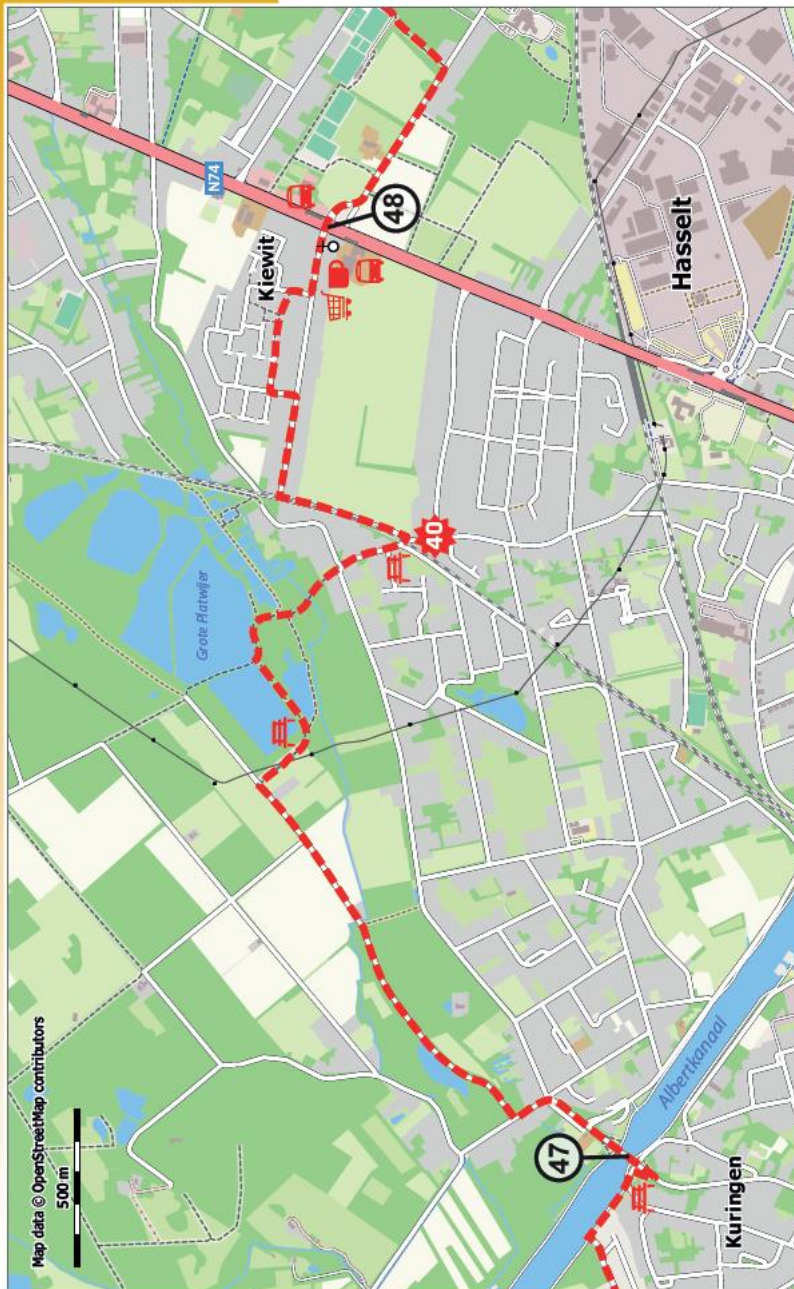 Map data © OpenStreetMap contributors
500 m
Grote Platwijer
N74
Kiewit
48
40
Hasselt
47
Albertkanaal
Kuringen